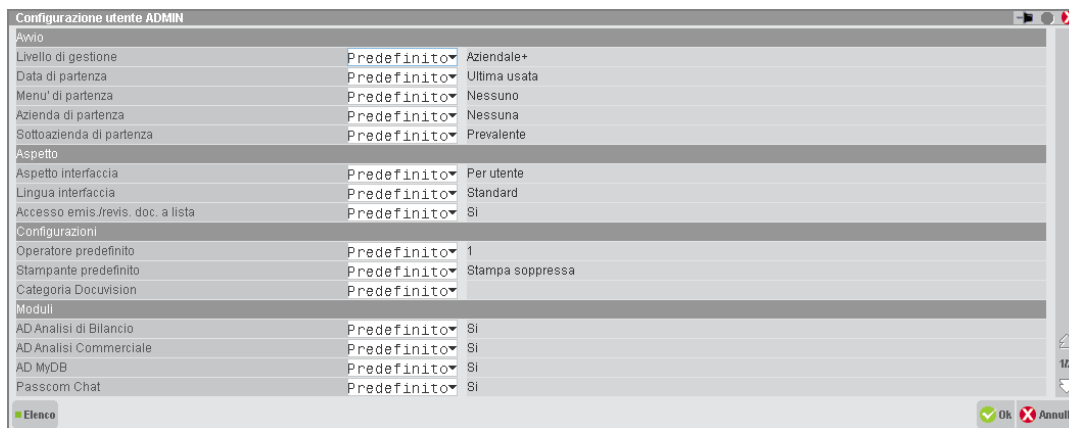 Configurazione utente ADMIN
Avvio
Livello di gestione Predefinito Aziendale+
Data di partenza Predefinito Ultima usata
Menu' di partenza Predefinito Nessuno
Azienda di partenza Predefinito Nessuna
Sottoazienda di partenza Predefinito Prevalente
Aspetto
Aspetto interfaccia Predefinito Per utente
Lingua interfaccia Predefinito Standard
Accesso emis./revis. doc. a lista Predefinito Si
Configurazioni
Operatore predefinito Predefinito 1
Stampante predefinito Predefinito Stampa soppressa
Categoria Docuvision Predefinito
Moduli
AD Analisi di Bilancio Predefinito Si
AD Analisi Commerciale Predefinito Si
AD MyDB Predefinito Si
Passcom Chat Predefinito Si
Elenco Ok Annull